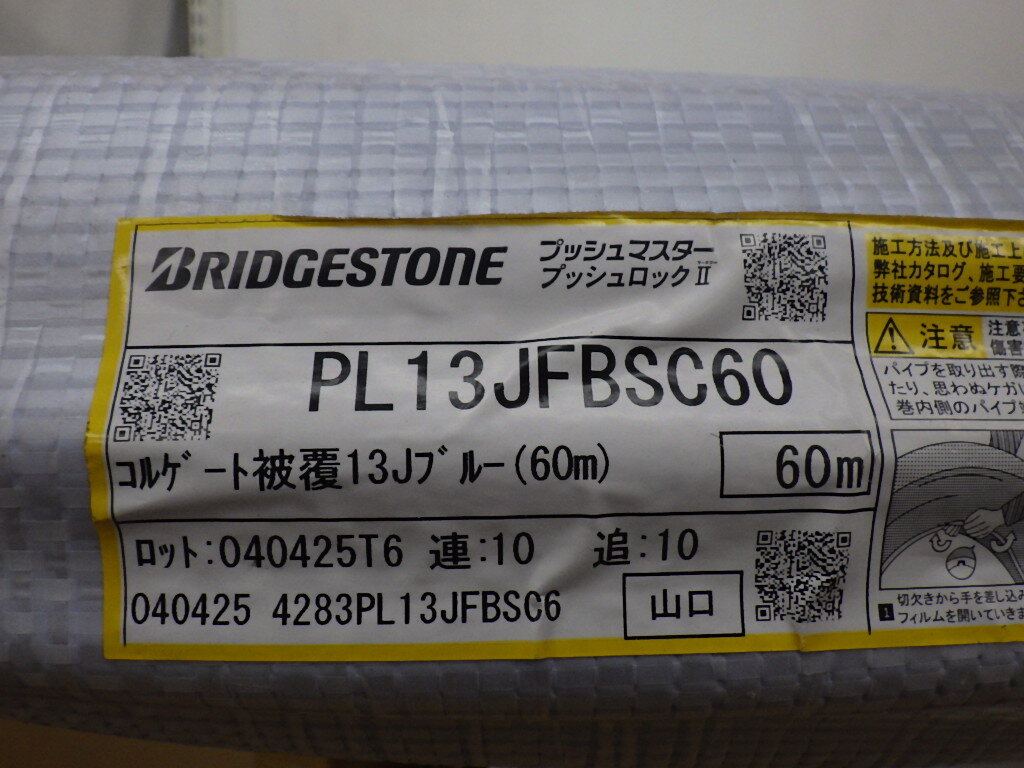 BRIDGESTONE
プッシュマスター
プッシュロックⅡ
PL13JFBSC60
コルゲート被覆13Jブルー(60m)
60m
ロット:040425T6 連:10 追:10
040425 4283PL13JFBSC6
山口
施工方法及び施工上
弊社カタログ、施工要
技術資料をご参照下さ
注意
注意
傷害
パイプを取り出す際
たり、思わぬケガ
巻内側のパイプ
1 切欠きから手を差し込み
フィルムを開いていきま